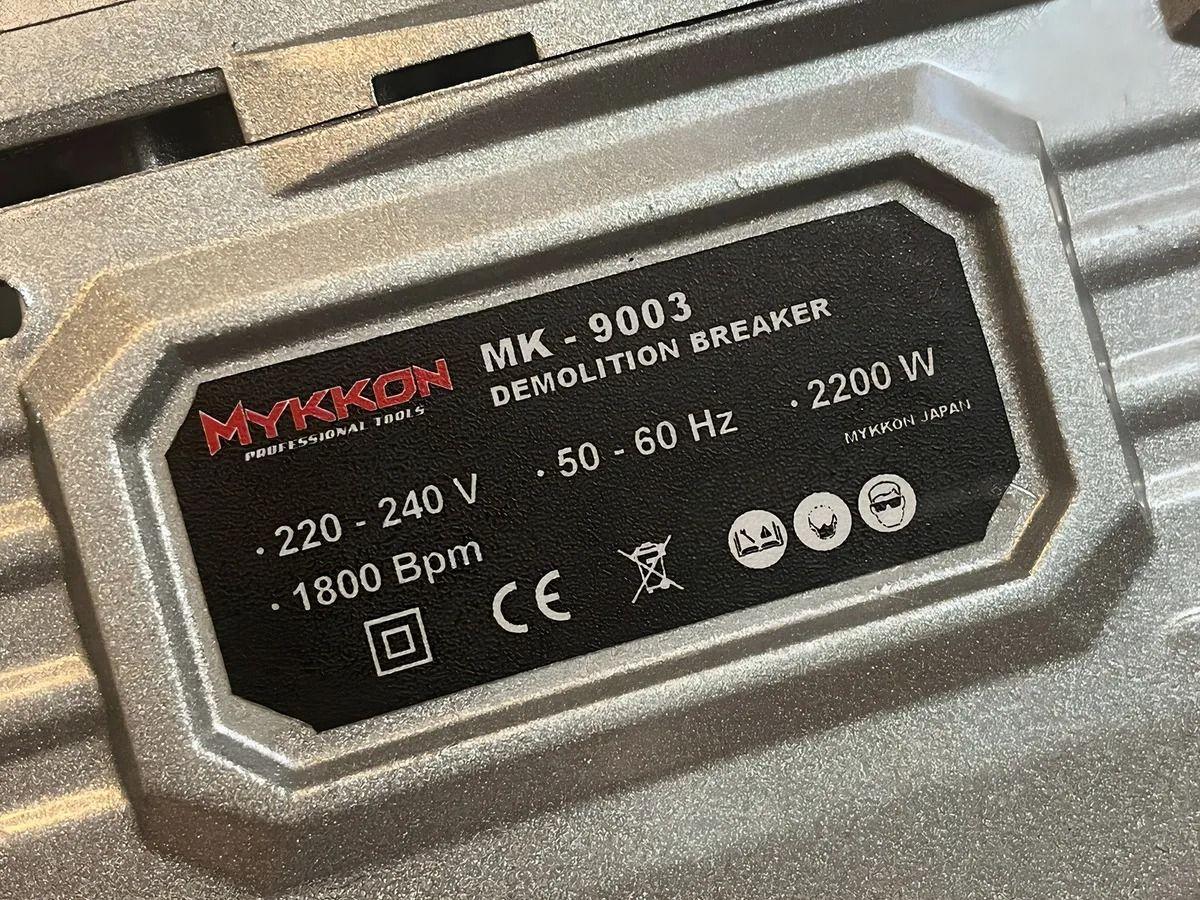 MYKKON
PROFESSIONAL TOOLS
MK - 9003
DEMOLITION BREAKER
· 220 - 240 V
· 50 - 60 Hz
· 2200 W
MYKKON JAPAN
· 1800 Bpm
CE